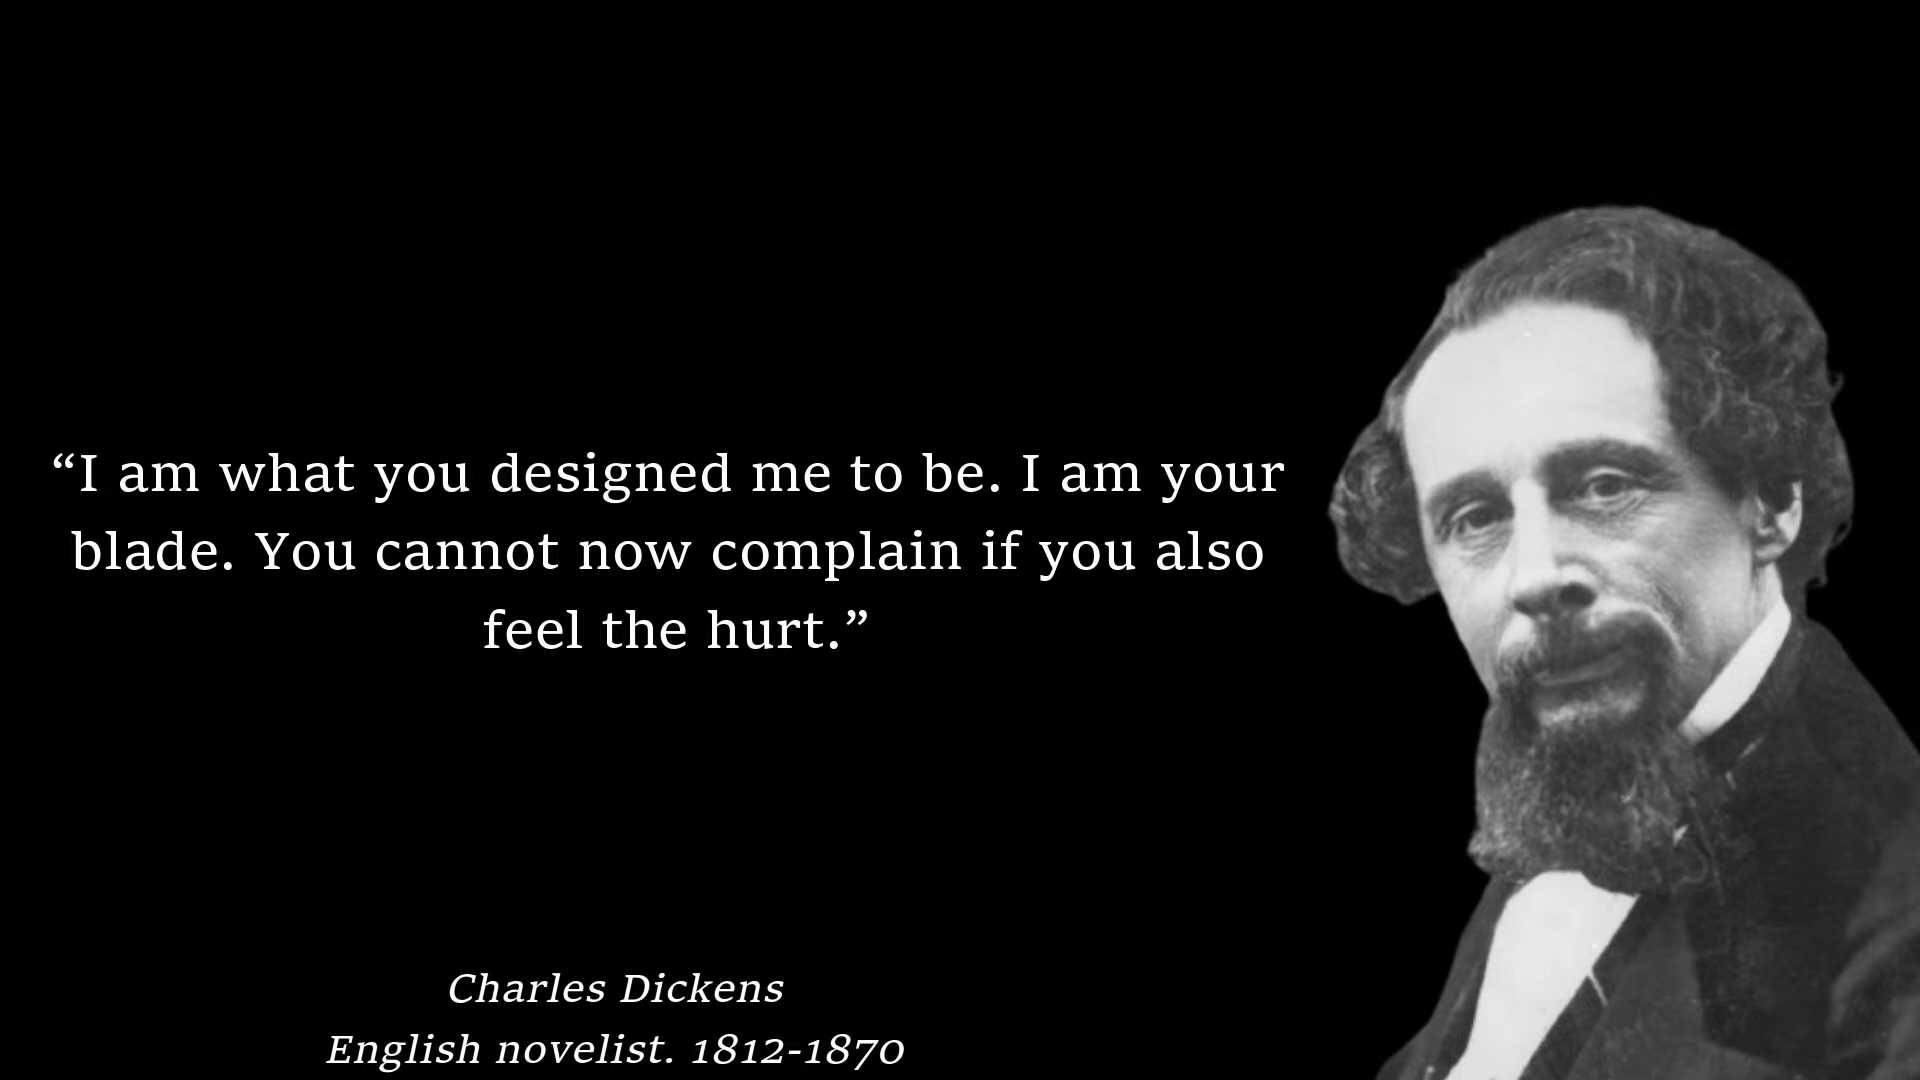 “I am what you designed me to be. I am your
blade. You cannot now complain if you also
feel the hurt.”
Charles Dickens
English novelist. 1812-1870